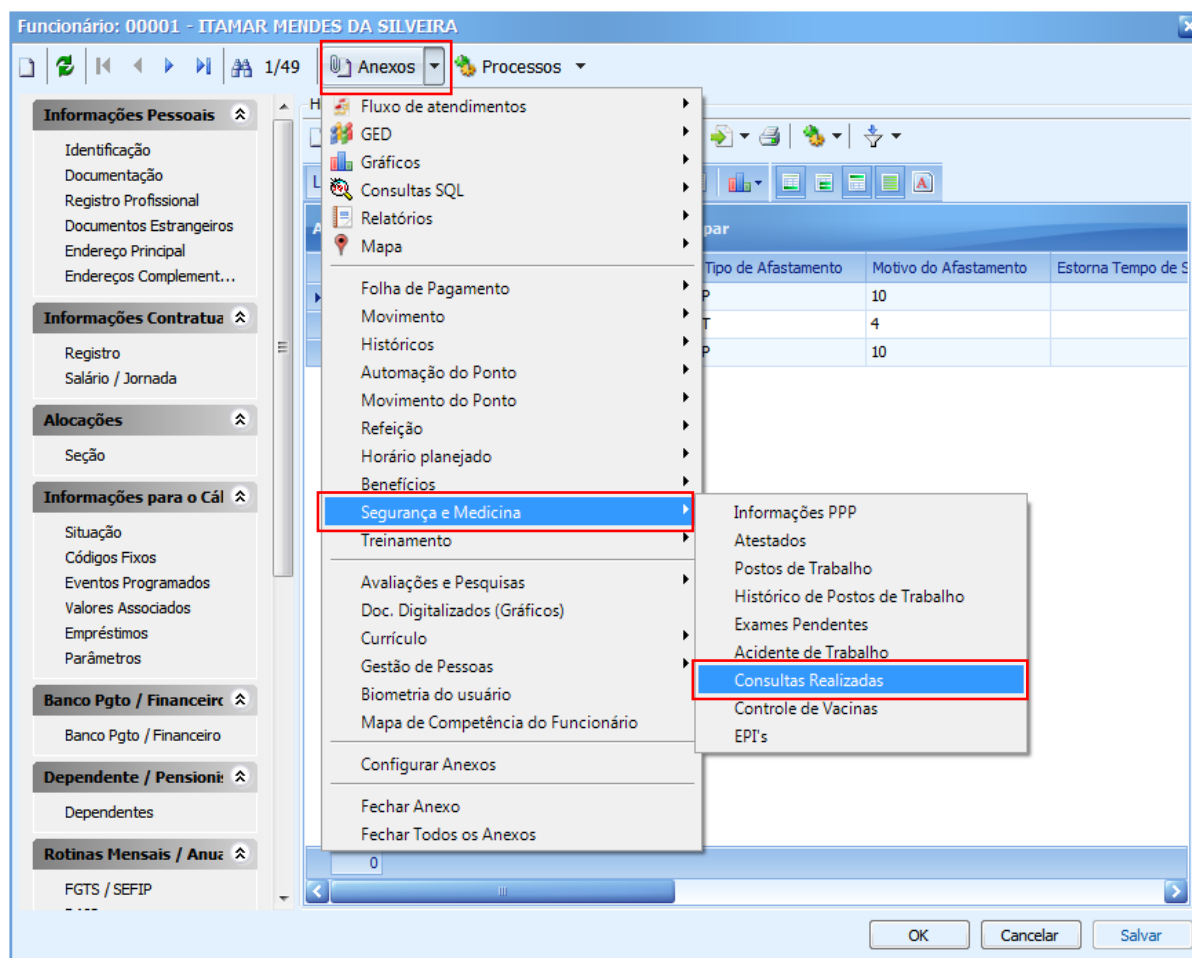 Funcionário: 00001 - ITAMAR MENDES DA SILVEIRA
1/49 Anexos Processos
Informações Pessoais
Identificação
Documentação
Registro Profissional
Documentos Estrangeiros
Endereço Principal
Endereços Complement...
Informações Contratua
Registro
Salário / Jornada
Alocações
Seção
Informações para o Cál
Situação
Códigos Fixos
Eventos Programados
Valores Associados
Empréstimos
Parâmetros
Banco Pgto / Financeirc
Banco Pgto / Financeiro
Dependente / Pensioni
Dependentes
Rotinas Mensais / Anua
FGTS / SEFIP
Fluxo de atendimentos
GED
Gráficos
Consultas SQL
Relatórios
Mapa
Folha de Pagamento
Movimento
Históricos
Automação do Ponto
Movimento do Ponto
Refeição
Horário planejado
Benefícios
Segurança e Medicina
Treinamento
Avaliações e Pesquisas
Doc. Digitalizados (Gráficos)
Currículo
Gestão de Pessoas
Biometria do usuário
Mapa de Competência do Funcionário
Configurar Anexos
Fechar Anexo
Fechar Todos os Anexos
Informações PPP
Atestados
Postos de Trabalho
Histórico de Postos de Trabalho
Exames Pendentes
Acidente de Trabalho
Consultas Realizadas
Controle de Vacinas
EPI's
par
Tipo de Afastamento Motivo do Afastamento Estorna Tempo de S
P 10
T 4
P 10
0
OK Cancelar Salvar